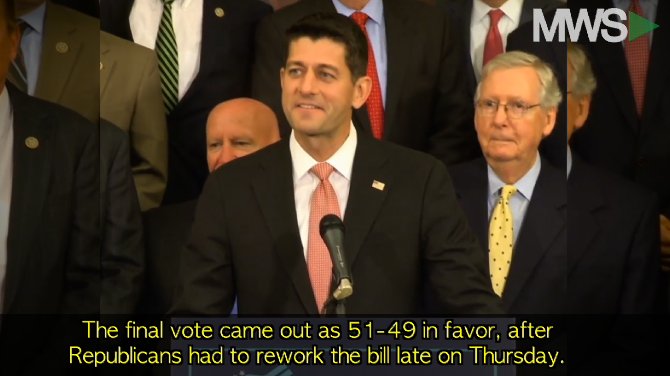 MWS
The final vote came out as 51-49 in favor, after
Republicans had to rework the bill late on Thursday.